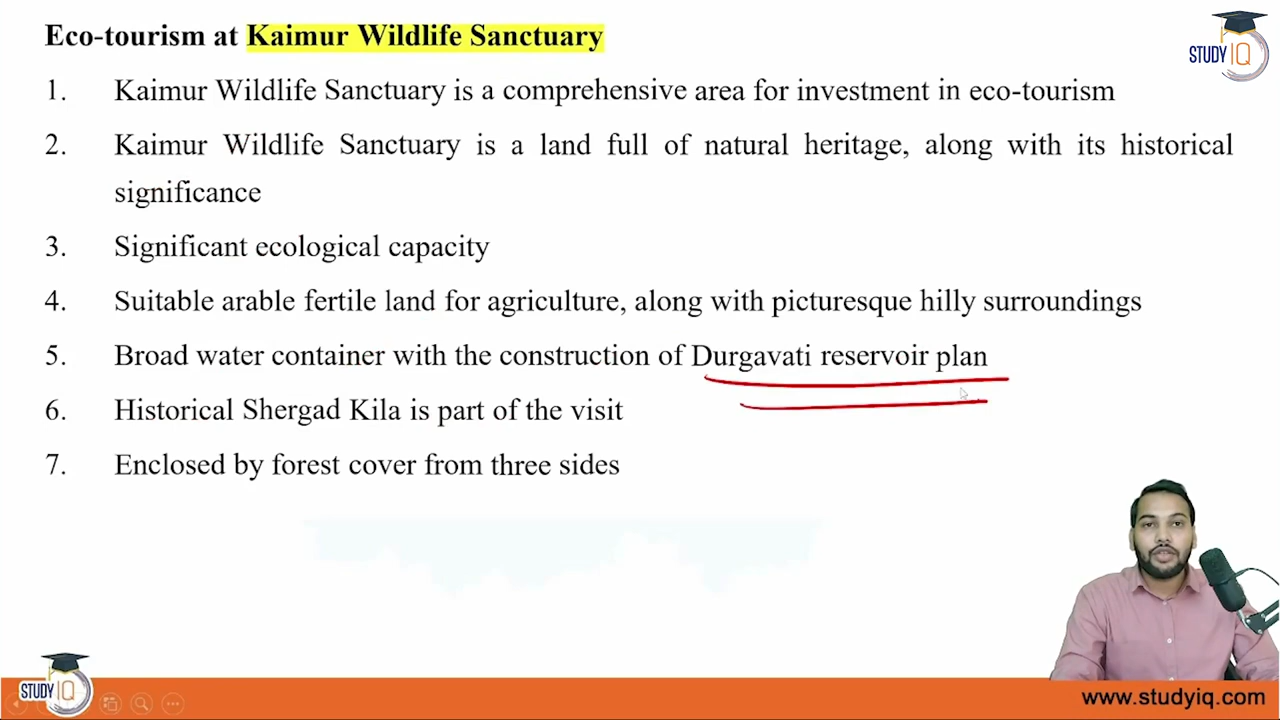 Eco-tourism at Kaimur Wildlife Sanctuary
STUDY IQ
1. Kaimur Wildlife Sanctuary is a comprehensive area for investment in eco-tourism
2. Kaimur Wildlife Sanctuary is a land full of natural heritage, along with its historical
significance
3. Significant ecological capacity
4. Suitable arable fertile land for agriculture, along with picturesque hilly surroundings
5. Broad water container with the construction of Durgavati reservoir plan
6. Historical Shergad Kila is part of the visit
7. Enclosed by forest cover from three sides
STUDY IQ
www.studyiq.com